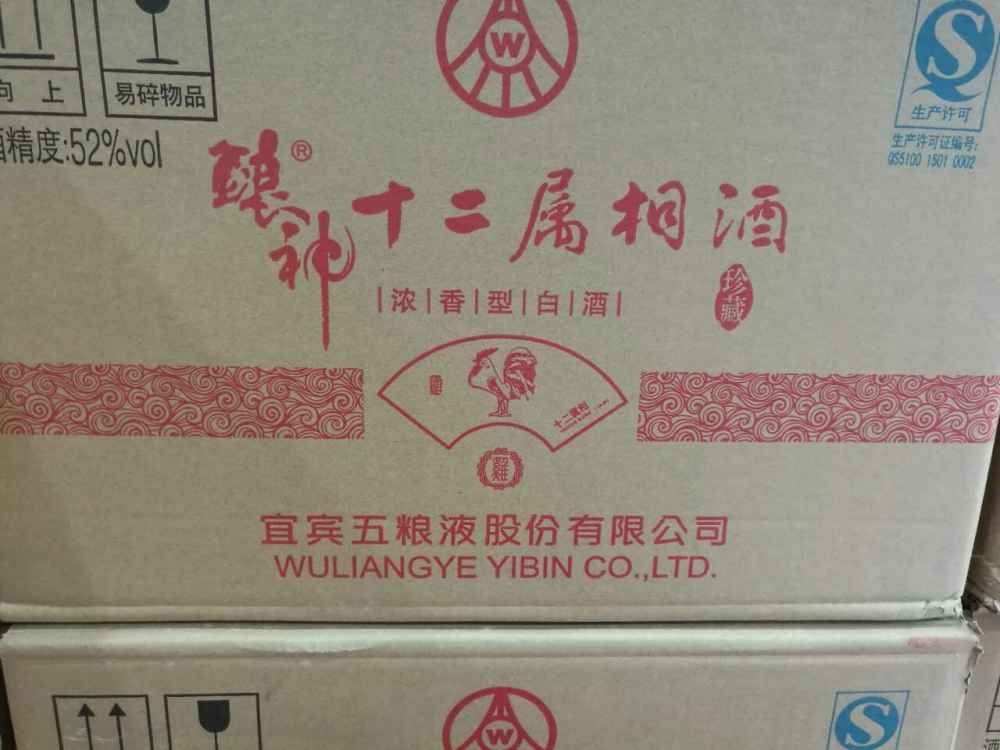 向 上
易碎物品
酒精度:52%vol
W
S
生产许可
生产许可证编号:
QS5100 1501 0002
酿神® 十二属相酒
珍藏
浓 香 型 白 酒
十二属相
雞
宜宾五粮液股份有限公司
WULIANGYE YIBIN CO.,LTD.
W
S